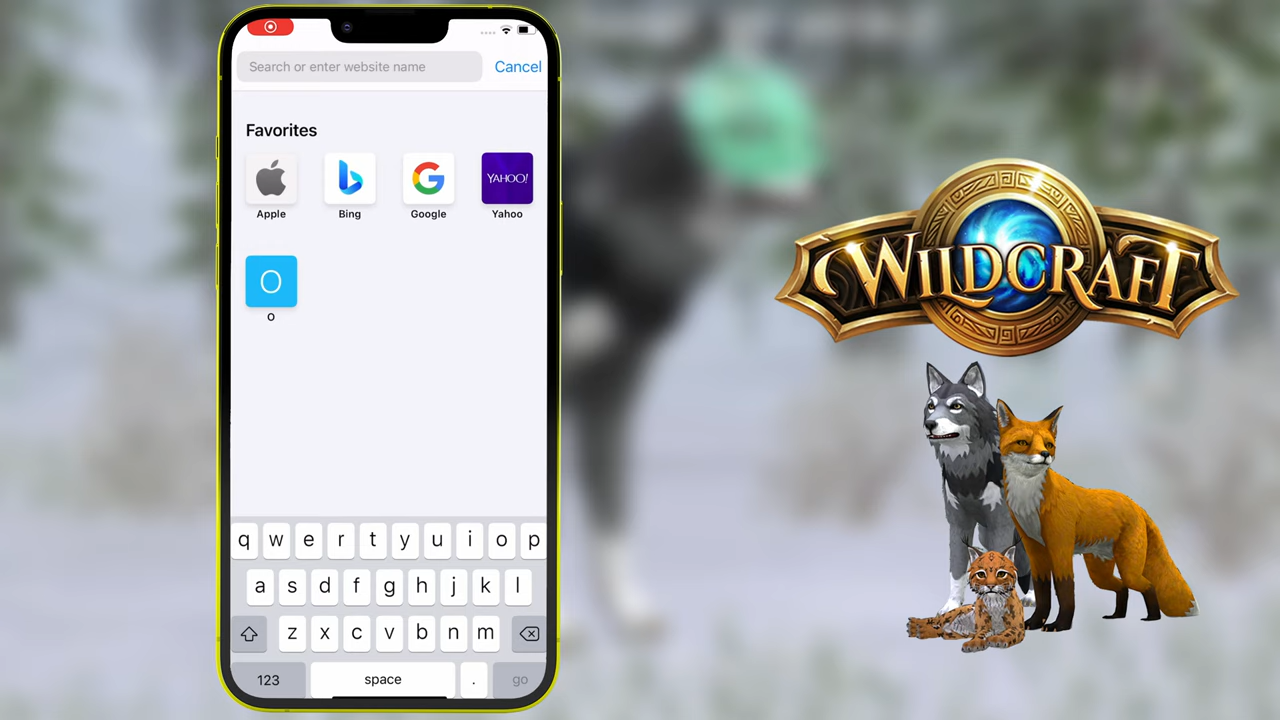 Search or enter website name
Cancel
Favorites
YAHOO!
Apple
Bing
Google
Yahoo
O
O
WILDCRAFT
q w e r t y u i o p
a s d f g h j k l
z x c v b n m
123
space
.
go